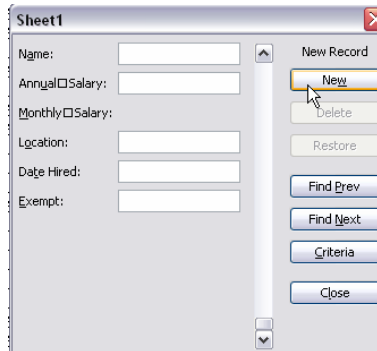 Sheet1
Name:
Annual□Salary:
Monthly□Salary:
Location:
Date Hired:
Exempt:
New Record
New
Delete
Restore
Find Prev
Find Next
Criteria
Close